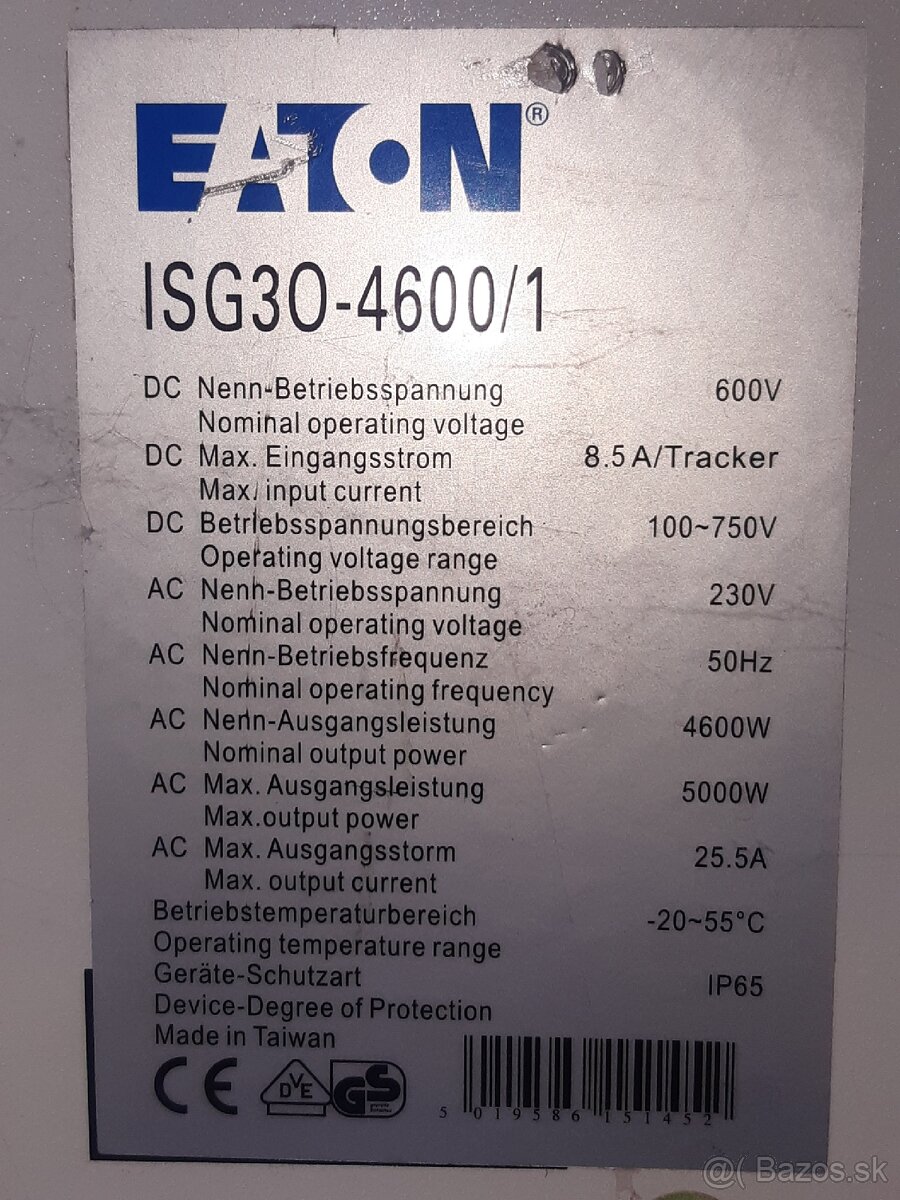 EATON®
ISG3O-4600/1
DC Nenn-Betriebsspannung 600V
Nominal operating voltage
DC Max. Eingangsstrom 8.5A/Tracker
Max. input current
DC Betriebsspannungsbereich 100~750V
Operating voltage range
AC Nenn-Betriebsspannung 230V
Nominal operating voltage
AC Nenn-Betriebsfrequenz 50Hz
Nominal operating frequency
AC Nenn-Ausgangsleistung 4600W
Nominal output power
AC Max. Ausgangsleistung 5000W
Max.output power
AC Max. Ausgangsstorm 25.5A
Max. output current
Betriebstemperaturbereich -20~55°C
Operating temperature range
Geräte-Schutzart IP65
Device-Degree of Protection
Made in Taiwan
CE DVE GS
5 019586 151452
@( Bazos.sk